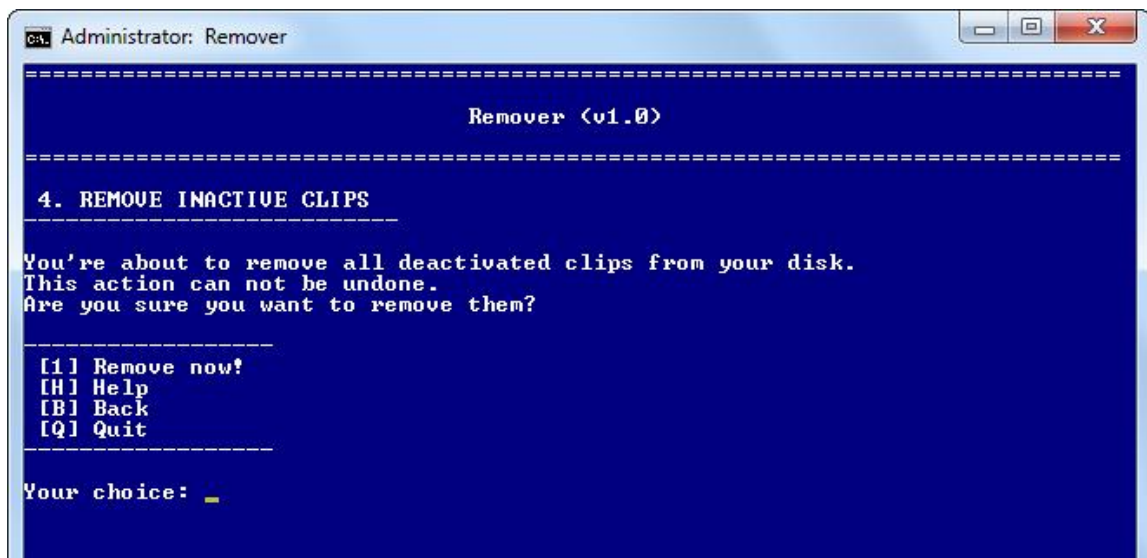 Administrator: Remover
===============================================================================
Remover (v1.0)
===============================================================================
4. REMOVE INACTIVE CLIPS
---------------------------
You're about to remove all deactivated clips from your disk.
This action can not be undone.
Are you sure you want to remove them?
------------------
[1] Remove now!
[H] Help
[B] Back
[Q] Quit
------------------
Your choice: _